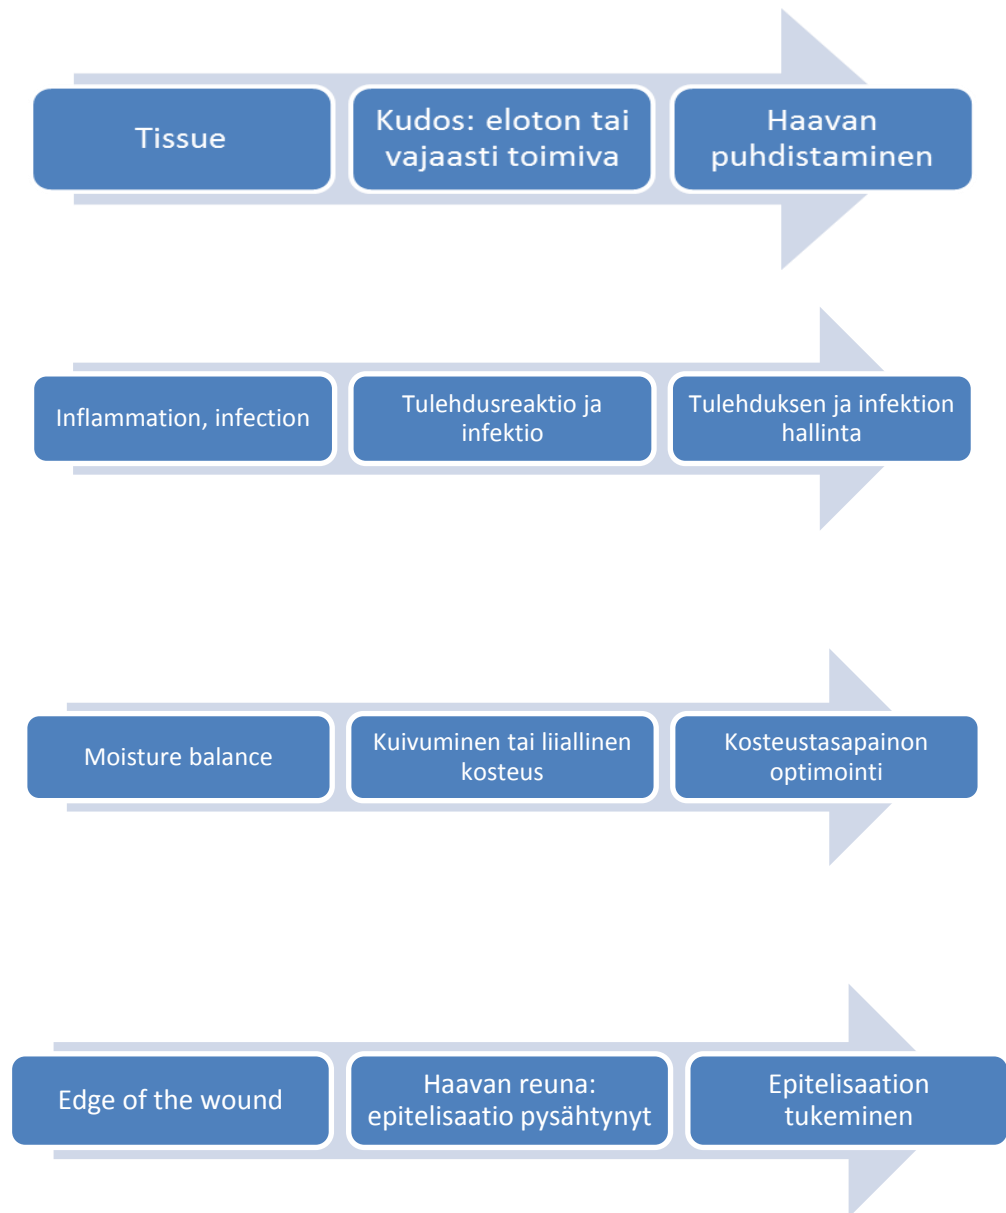 Tissue
Kudos: eloton tai
vajaasti toimiva
Haavan
puhdistaminen
Inflammation, infection
Tulehdusreaktio ja
infektio
Tulehduksen ja infektion
hallinta
Moisture balance
Kuivuminen tai liiallinen
kosteus
Kosteustasapainon
optimointi
Edge of the wound
Haavan reuna:
epitelisaatio pysähtynyt
Epitelisaation
tukeminen